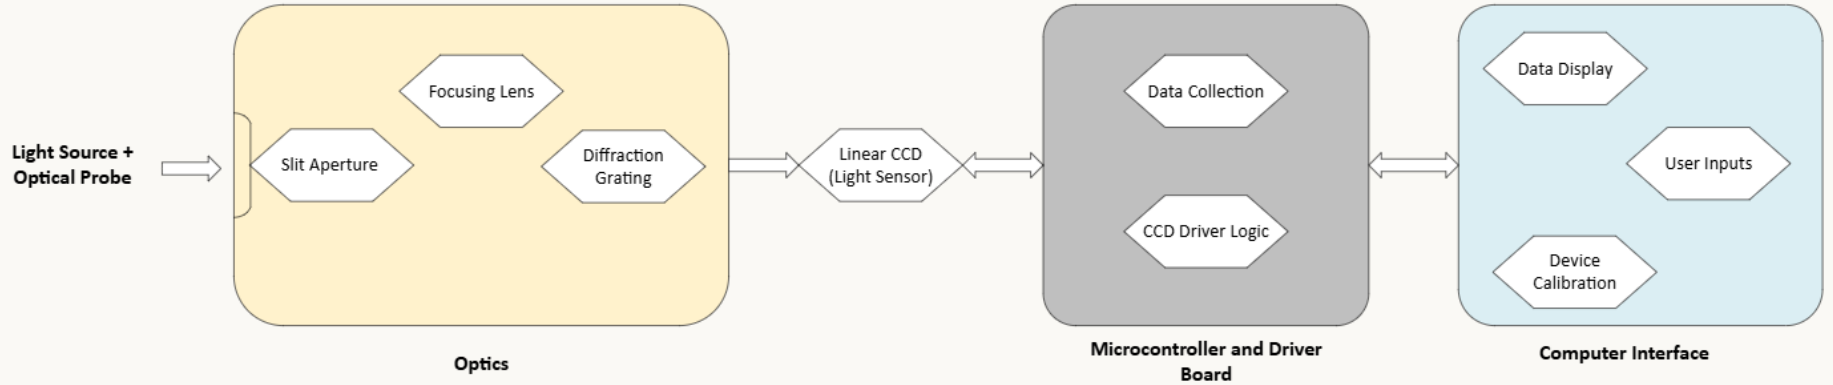 Light Source +
Optical Probe
Slit Aperture
Focusing Lens
Diffraction
Grating
Optics
Linear CCD
(Light Sensor)
Data Collection
CCD Driver Logic
Microcontroller and Driver
Board
Data Display
User Inputs
Device
Calibration
Computer Interface